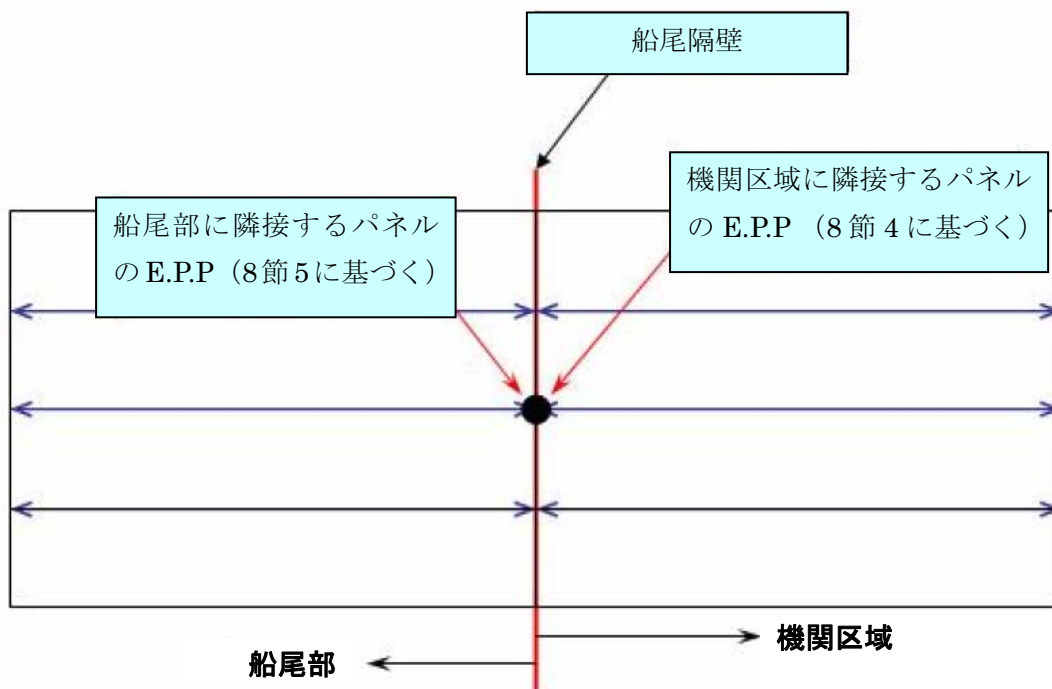 船尾隔壁
船尾部に隣接するパネル
の E.P.P（8節5に基づく）
機関区域に隣接するパネル
の E.P.P （8節4に基づく）
機関区域
船尾部